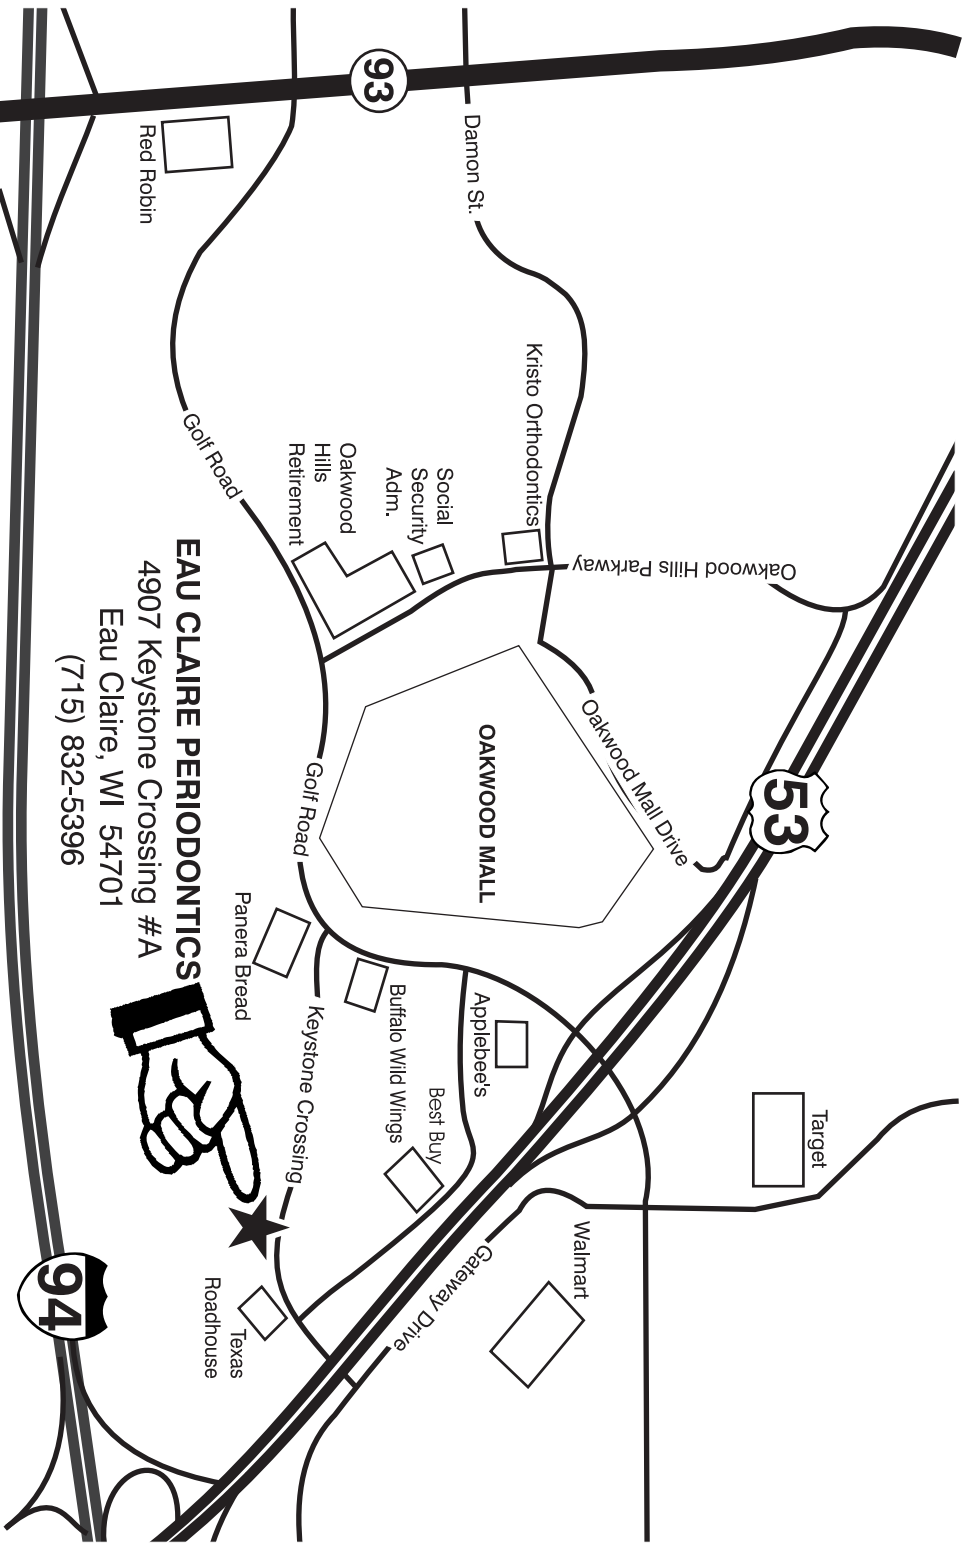 93
Damon St.
Red Robin
53
Oakwood Hills Parkway
Kristo Orthodontics
Social
Security
Adm.
Oakwood
Hills
Retirement
Golf Road
Oakwood Mall Drive
OAKWOOD MALL
Golf Road
Target
Walmart
Gateway Drive
Applebee's
Best Buy
Buffalo Wild Wings
Keystone Crossing
Panera Bread
Texas
Roadhouse
EAU CLAIRE PERIODONTICS
4907 Keystone Crossing #A
Eau Claire, WI 54701
(715) 832-5396
94